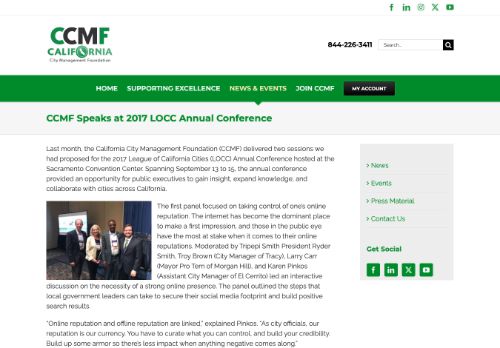 CCMF
CALIFORNIA
City Management Foundation
844-226-3411
Search...
HOME SUPPORTING EXCELLENCE NEWS & EVENTS JOIN CCMF MY ACCOUNT
CCMF Speaks at 2017 LOCC Annual Conference
Last month, the California City Management Foundation (CCMF) delivered two sessions we
had proposed for the 2017 League of California Cities (LOCC) Annual Conference hosted at the
Sacramento Convention Center. Spanning September 13 to 15, the annual conference
provided an opportunity for public executives to gain insight, expand knowledge, and
collaborate with cities across California.
The first panel focused on taking control of one's online
reputation. The internet has become the dominant place
to make a first impression, and those in the public eye
have the most at stake when it comes to their online
reputations. Moderated by Tripepi Smith President Ryder
Smith, Troy Brown (City Manager of Tracy), Larry Carr
(Mayor Pro Tem of Morgan Hill), and Karen Pinkos
(Assistant City Manager of El Cerrito) led an interactive
discussion on the necessity of a strong online presence. The panel outlined the steps that
local government leaders can take to secure their social media footprint and build positive
search results.
"Online reputation and offline reputation are linked," explained Pinkos. "As city officials, our
reputation is our currency. You have to curate what you can control, and build your credibility.
Build up some armor so there's less impact when anything negative comes along."
> News
> Events
> Press Material
> Contact Us
Get Social